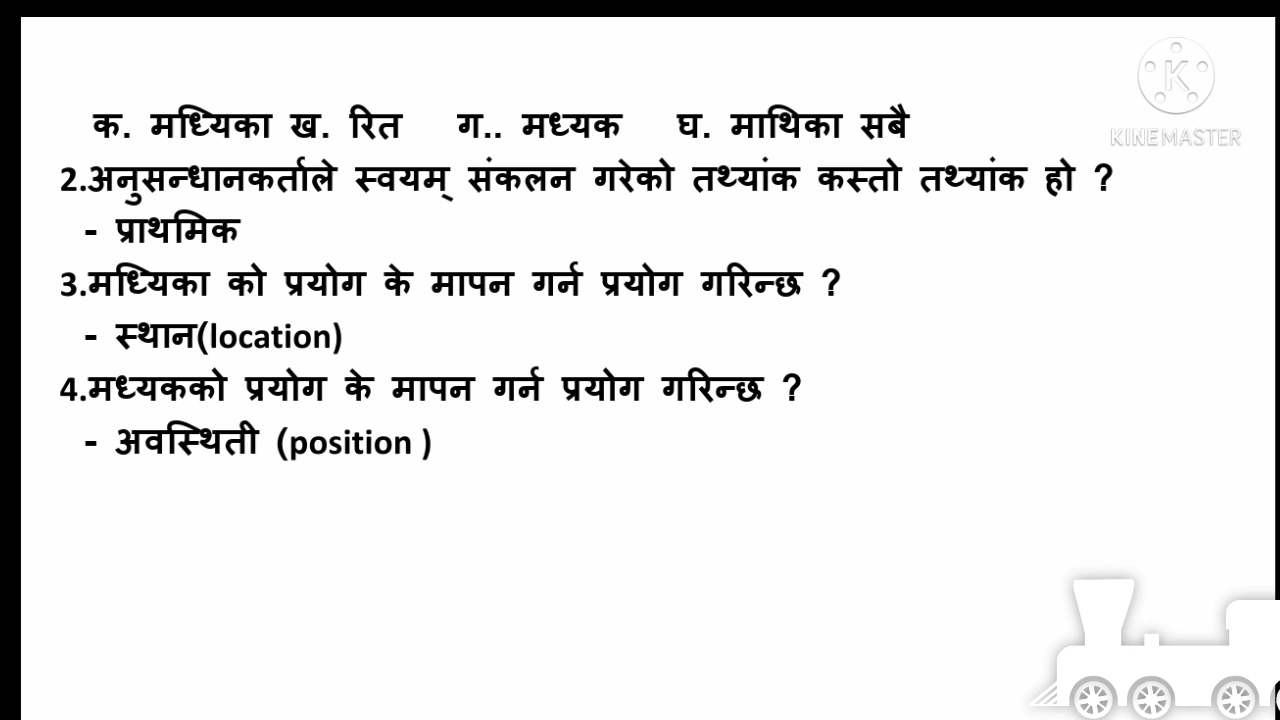 क. मध्यिका ख. रित ग.. मध्यक घ. माथिका सबै
K
KINEMASTER
2.अनुसन्धानकर्ताले स्वयम् संकलन गरेको तथ्यांक कस्तो तथ्यांक हो ?
- प्राथमिक
3.मध्यिका को प्रयोग के मापन गर्न प्रयोग गरिन्छ ?
- स्थान(location)
4.मध्यकको प्रयोग के मापन गर्न प्रयोग गरिन्छ ?
- अवस्थिती (position )